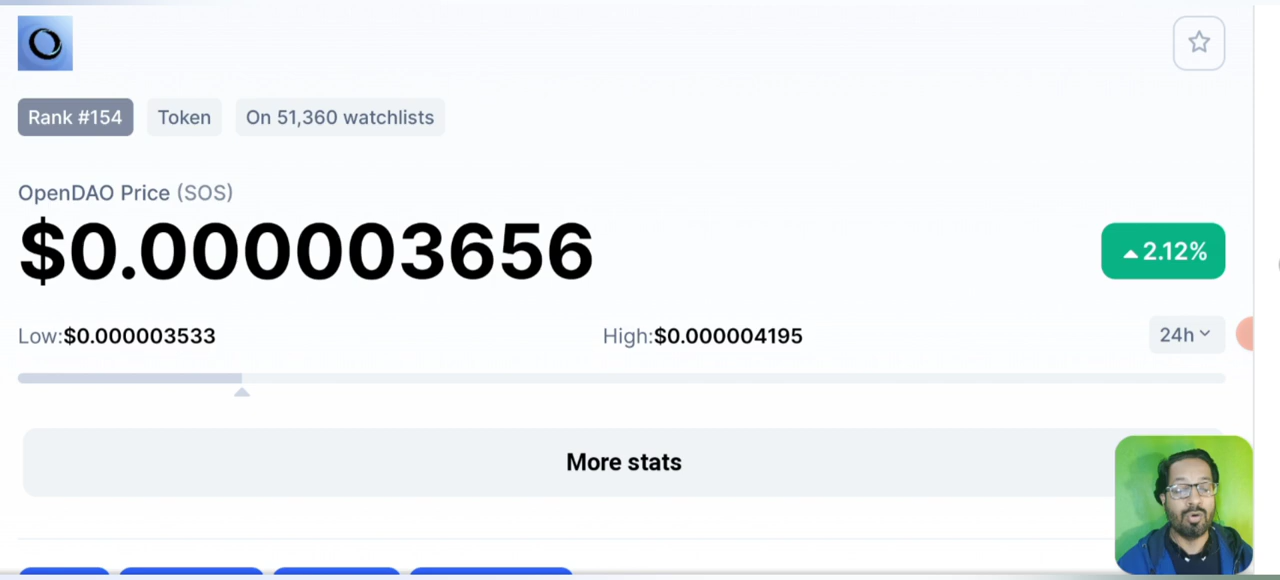 Rank #154 Token On 51,360 watchlists
OpenDAO Price (SOS)
$0.000003656
2.12%
Low:$0.000003533 High:$0.000004195 24h
More stats